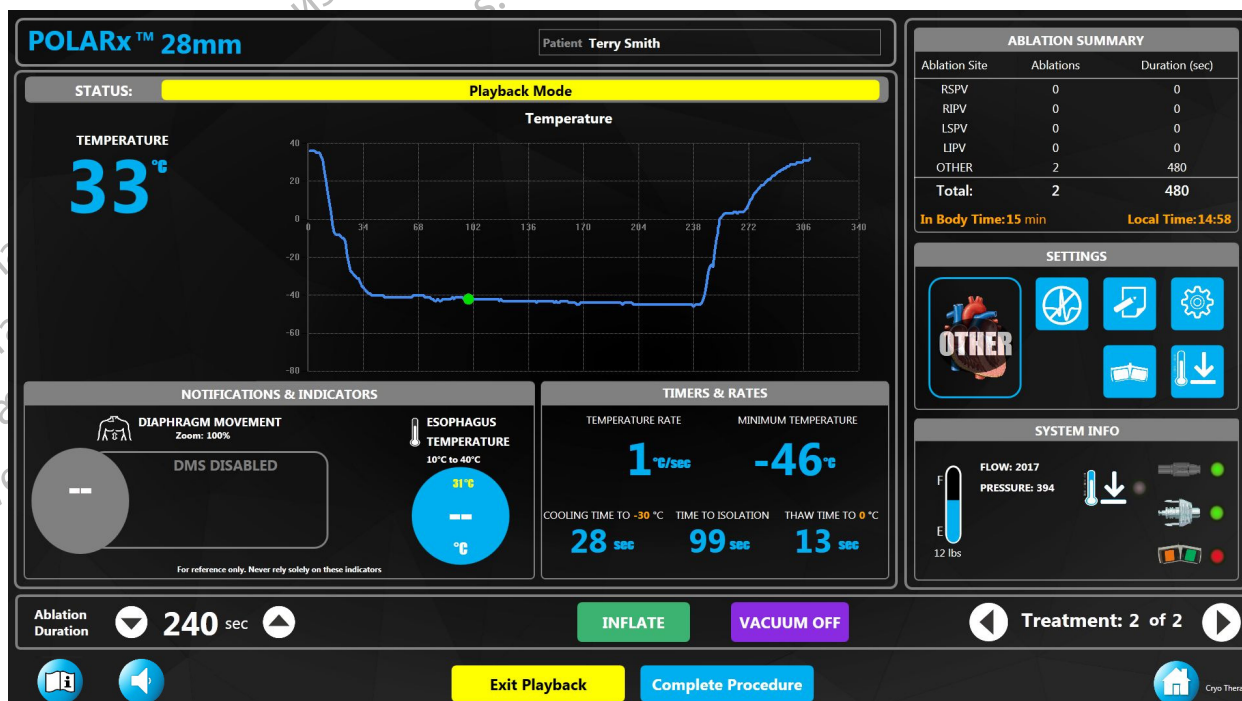 POLARx™ 28mm
Patient Terry Smith
STATUS:
Playback Mode
TEMPERATURE
33°C
Temperature
40
20
0
-20
-40
-60
-80
0 34 68 102 136 170 204 238 272 306 340
NOTIFICATIONS & INDICATORS
DIAPHRAGM MOVEMENT
Zoom: 100%
DMS DISABLED
--
ESOPHAGUS
TEMPERATURE
10°C to 40°C
31°C
--
°C
For reference only. Never rely solely on these indicators
TIMERS & RATES
TEMPERATURE RATE MINIMUM TEMPERATURE
1°C/sec -46°C
COOLING TIME TO -30 °C TIME TO ISOLATION THAW TIME TO 0 °C
28 sec 99 sec 13 sec
ABLATION SUMMARY
Ablation Site Ablations Duration (sec)
RSPV 0 0
RIPV 0 0
LSPV 0 0
LIPV 0 0
OTHER 2 480
Total: 2 480
In Body Time:15 min Local Time:14:58
SETTINGS
OTHER
SYSTEM INFO
F
E
12 lbs
FLOW: 2017
PRESSURE: 394
Ablation
Duration
240 sec
INFLATE
VACUUM OFF
Treatment: 2 of 2
Exit Playback
Complete Procedure
Cryo